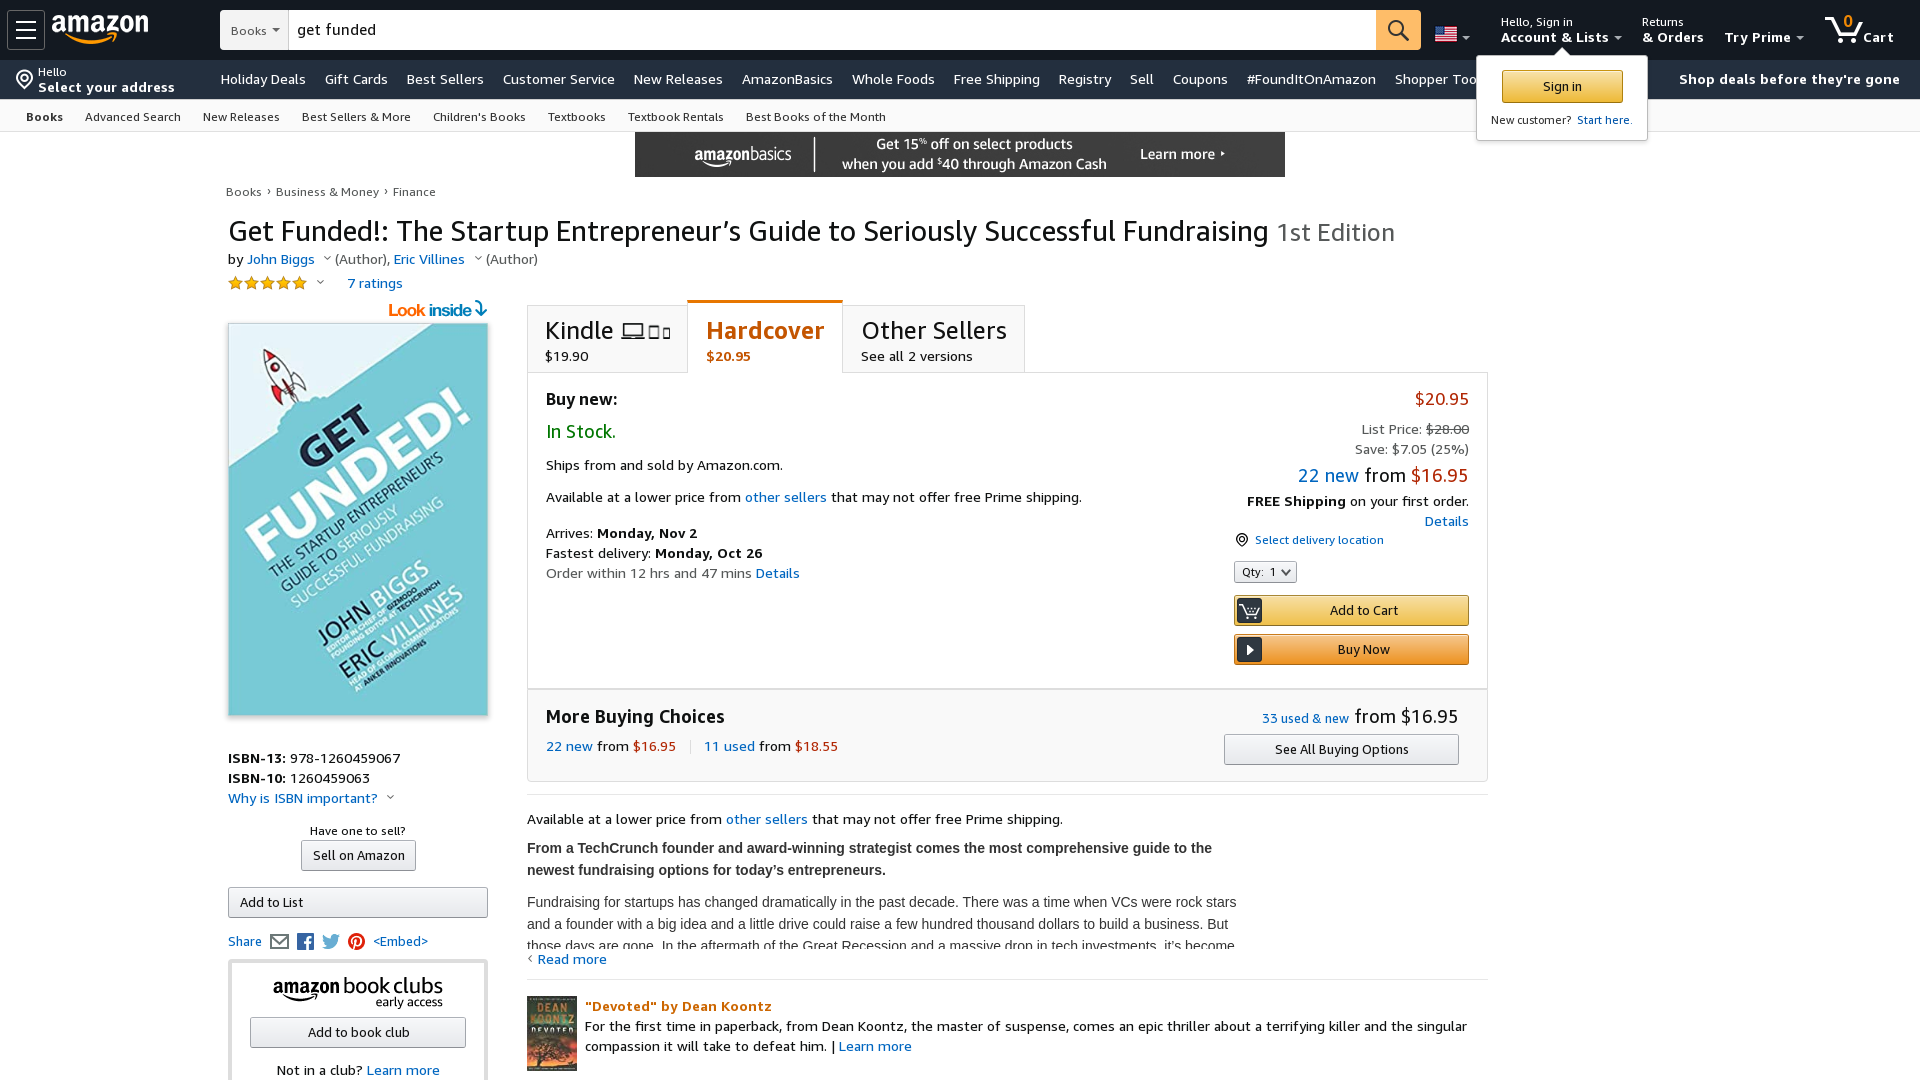 amazon
Books
get funded
Hello, Sign in
Account & Lists
Returns
& Orders
Try Prime
0
Cart
Hello
Select your address
Holiday Deals
Gift Cards
Best Sellers
Customer Service
New Releases
AmazonBasics
Whole Foods
Free Shipping
Registry
Sell
Coupons
#FoundItOnAmazon
Shopper Too
Shop deals before they're gone
Sign in
New customer? Start here.
Books
Advanced Search
New Releases
Best Sellers & More
Children's Books
Textbooks
Textbook Rentals
Best Books of the Month
amazonbasics
Get 15% off on select products
when you add $40 through Amazon Cash
Learn more ▸
Books › Business & Money › Finance
Get Funded!: The Startup Entrepreneur’s Guide to Seriously Successful Fundraising 1st Edition
by John Biggs (Author), Eric Villines (Author)
7 ratings
Look inside
GET
FUNDED!
THE STARTUP ENTREPRENEUR'S
GUIDE TO SERIOUSLY
SUCCESSFUL FUNDRAISING
JOHN BIGGS
EDITOR IN CHIEF OF GIZMODO
FOUNDING EDITOR AT TECHCRUNCH
ERIC VILLINES
HEAD OF GLOBAL COMMUNICATIONS
AT ANKER INNOVATIONS
Kindle
$19.90
Hardcover
$20.95
Other Sellers
See all 2 versions
Buy new:
$20.95
In Stock.
List Price: $28.00
Save: $7.05 (25%)
Ships from and sold by Amazon.com.
22 new from $16.95
Available at a lower price from other sellers that may not offer free Prime shipping.
FREE Shipping on your first order.
Details
Arrives: Monday, Nov 2
Fastest delivery: Monday, Oct 26
Order within 12 hrs and 47 mins Details
Select delivery location
Qty: 1
Add to Cart
Buy Now
More Buying Choices
33 used & new from $16.95
22 new from $16.95 | 11 used from $18.55
See All Buying Options
ISBN-13: 978-1260459067
ISBN-10: 1260459063
Why is ISBN important?
Have one to sell?
Sell on Amazon
Add to List
Share <Embed>
amazon book clubs
early access
Add to book club
Not in a club? Learn more
Available at a lower price from other sellers that may not offer free Prime shipping.
From a TechCrunch founder and award-winning strategist comes the most comprehensive guide to the
newest fundraising options for today’s entrepreneurs.
Fundraising for startups has changed dramatically in the past decade. There was a time when VCs were rock stars
and a founder with a big idea and a little drive could raise a few hundred thousand dollars to build a business. But
those days are gone. In the aftermath of the Great Recession and a massive drop in tech investments, it’s become
‹ Read more
DEAN
KOONTZ
DEVOTED
"Devoted" by Dean Koontz
For the first time in paperback, from Dean Koontz, the master of suspense, comes an epic thriller about a terrifying killer and the singular
compassion it will take to defeat him. | Learn more